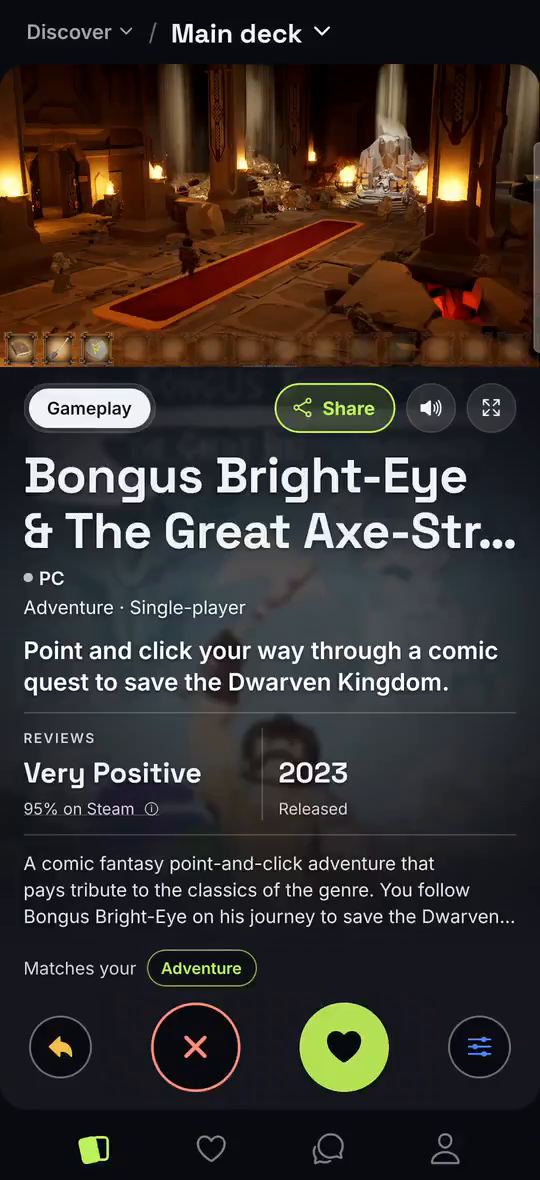 Discover / Main deck
Gameplay
Share
Bongus Bright-Eye
& The Great Axe-Str...
PC
Adventure · Single-player
Point and click your way through a comic
quest to save the Dwarven Kingdom.
REVIEWS
Very Positive
2023
95% on Steam
Released
A comic fantasy point-and-click adventure that
pays tribute to the classics of the genre. You follow
Bongus Bright-Eye on his journey to save the Dwarven...
Matches your Adventure